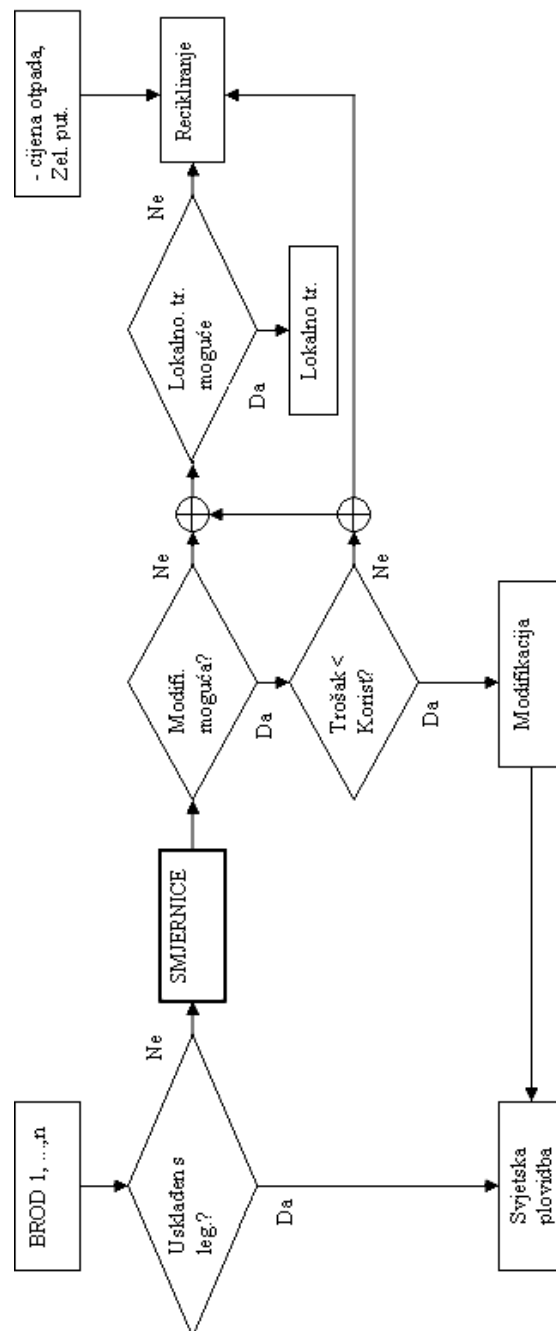 BROD 1, ...,n
Usklađen s
leg.?
Ne
Da
SMJERNICE
Modifi.
moguća?
Ne
Da
Trošak <
Korist?
Ne
Da
Modifikacija
Svjetska
plovidba
Lokalno. tr.
moguće
Ne
Da
Lokalno tr.
Recikliranje
- cijena otpada,
Zel. put.